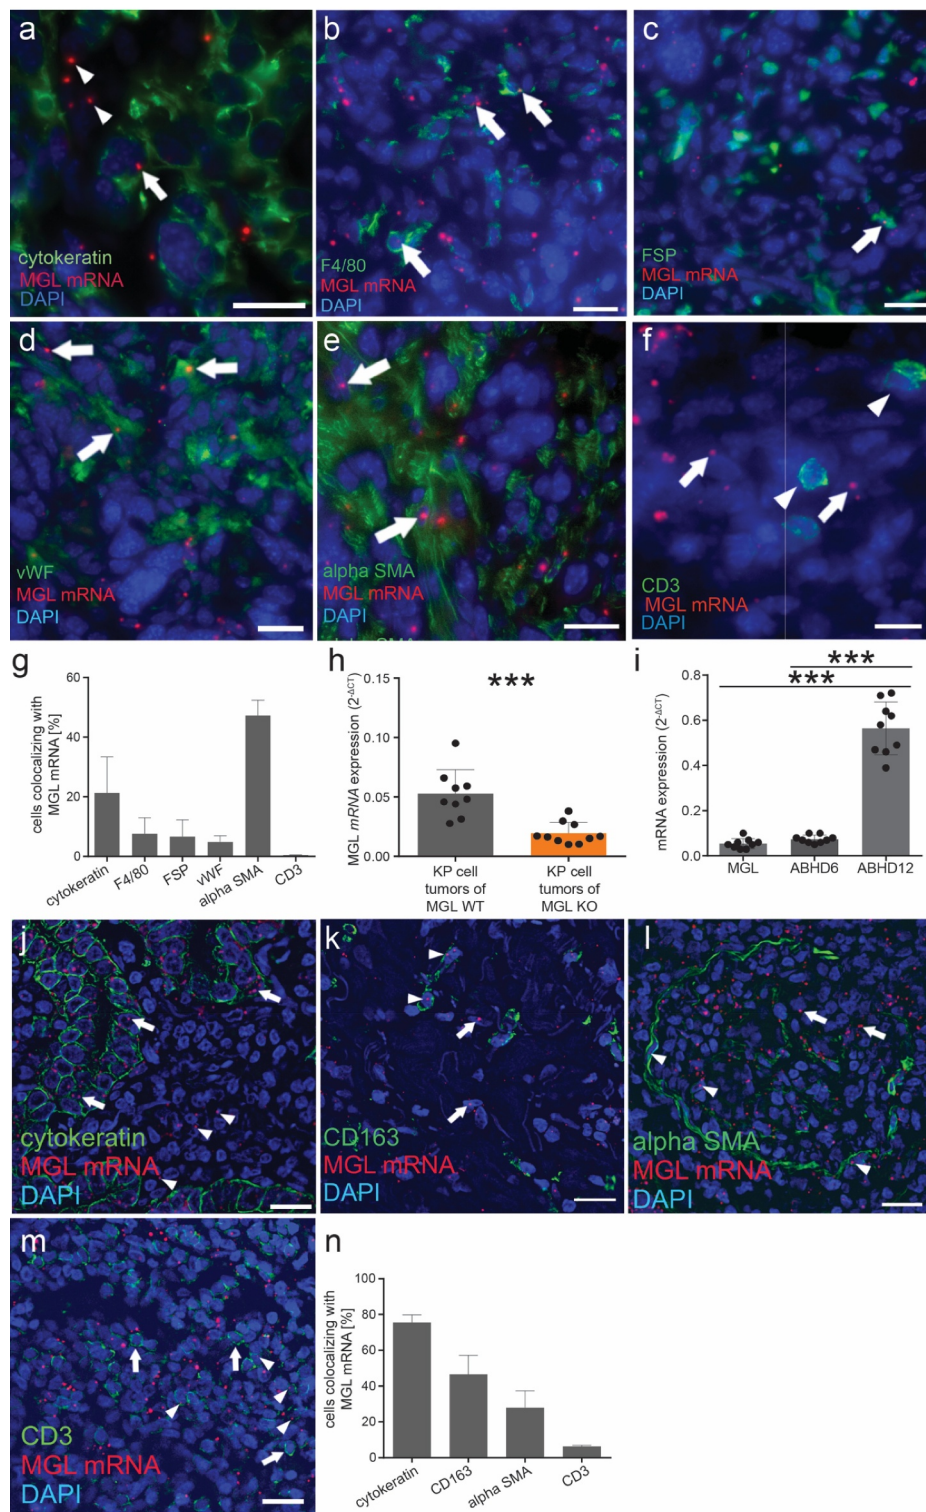 a
cytokeratin
MGL mRNA
DAPI
b
F4/80
MGL mRNA
DAPI
c
FSP
MGL mRNA
DAPI
d
vWF
MGL mRNA
DAPI
e
alpha SMA
MGL mRNA
DAPI
alpha SMA
f
CD3
MGL mRNA
DAPI
g
cells colocalizing with
MGL mRNA [%]
60
40
20
0
cytokeratin
F4/80
FSP
vWF
alpha SMA
CD3
h
MGL mRNA expression (2-ΔCT)
0.15
0.10
0.05
0.00
***
KP cell
tumors of
MGL WT
KP cell
tumors of
MGL KO
i
mRNA expression (2-ΔCT)
0.8
0.6
0.4
0.2
0.0
***
***
MGL
ABHD6
ABHD12
j
cytokeratin
MGL mRNA
DAPI
k
CD163
MGL mRNA
DAPI
l
alpha SMA
MGL mRNA
DAPI
m
CD3
MGL mRNA
DAPI
n
cells colocalizing with
MGL mRNA [%]
100
80
60
40
20
0
cytokeratin
CD163
alpha SMA
CD3